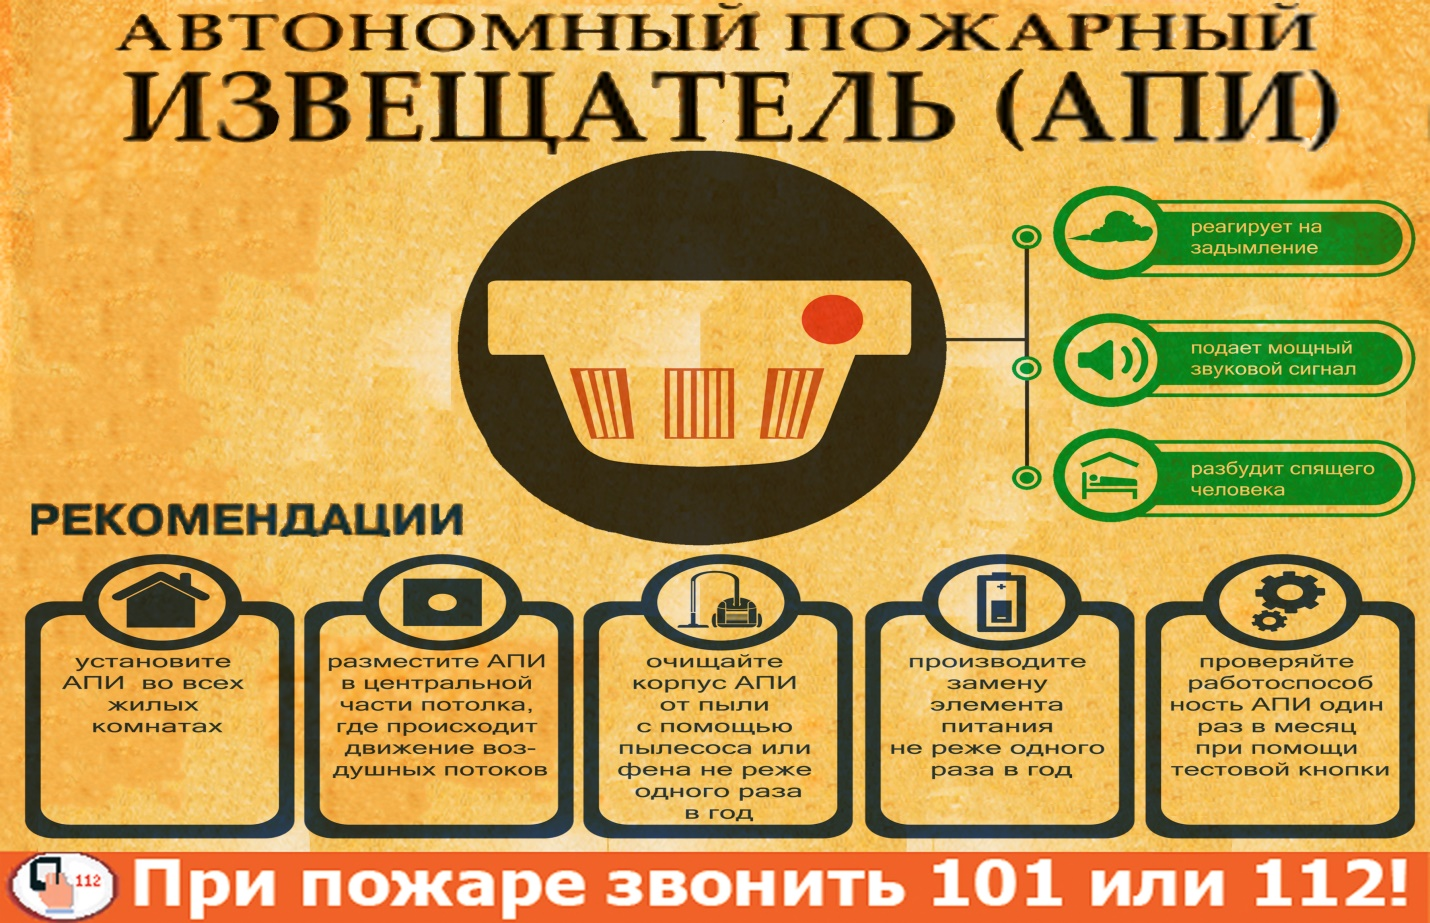 АВТОНОМНЫЙ ПОЖАРНЫЙ
ИЗВЕЩАТЕЛЬ (АПИ)
реагирует на
задымление
подает мощный
звуковой сигнал
разбудит спящего
человека
РЕКОМЕНДАЦИИ
установите
АПИ во всех
жилых
комнатах
разместите АПИ
в центральной
части потолка,
где происходит
движение воз-
душных потоков
очищайте
корпус АПИ
от пыли
с помощью
пылесоса или
фена не реже
одного раза
в год
+
-
производите
замену
элемента
питания
не реже одного
раза в год
проверяйте
работоспособ
ность АПИ один
раз в месяц
при помощи
тестовой кнопки
112
При пожаре звонить 101 или 112!